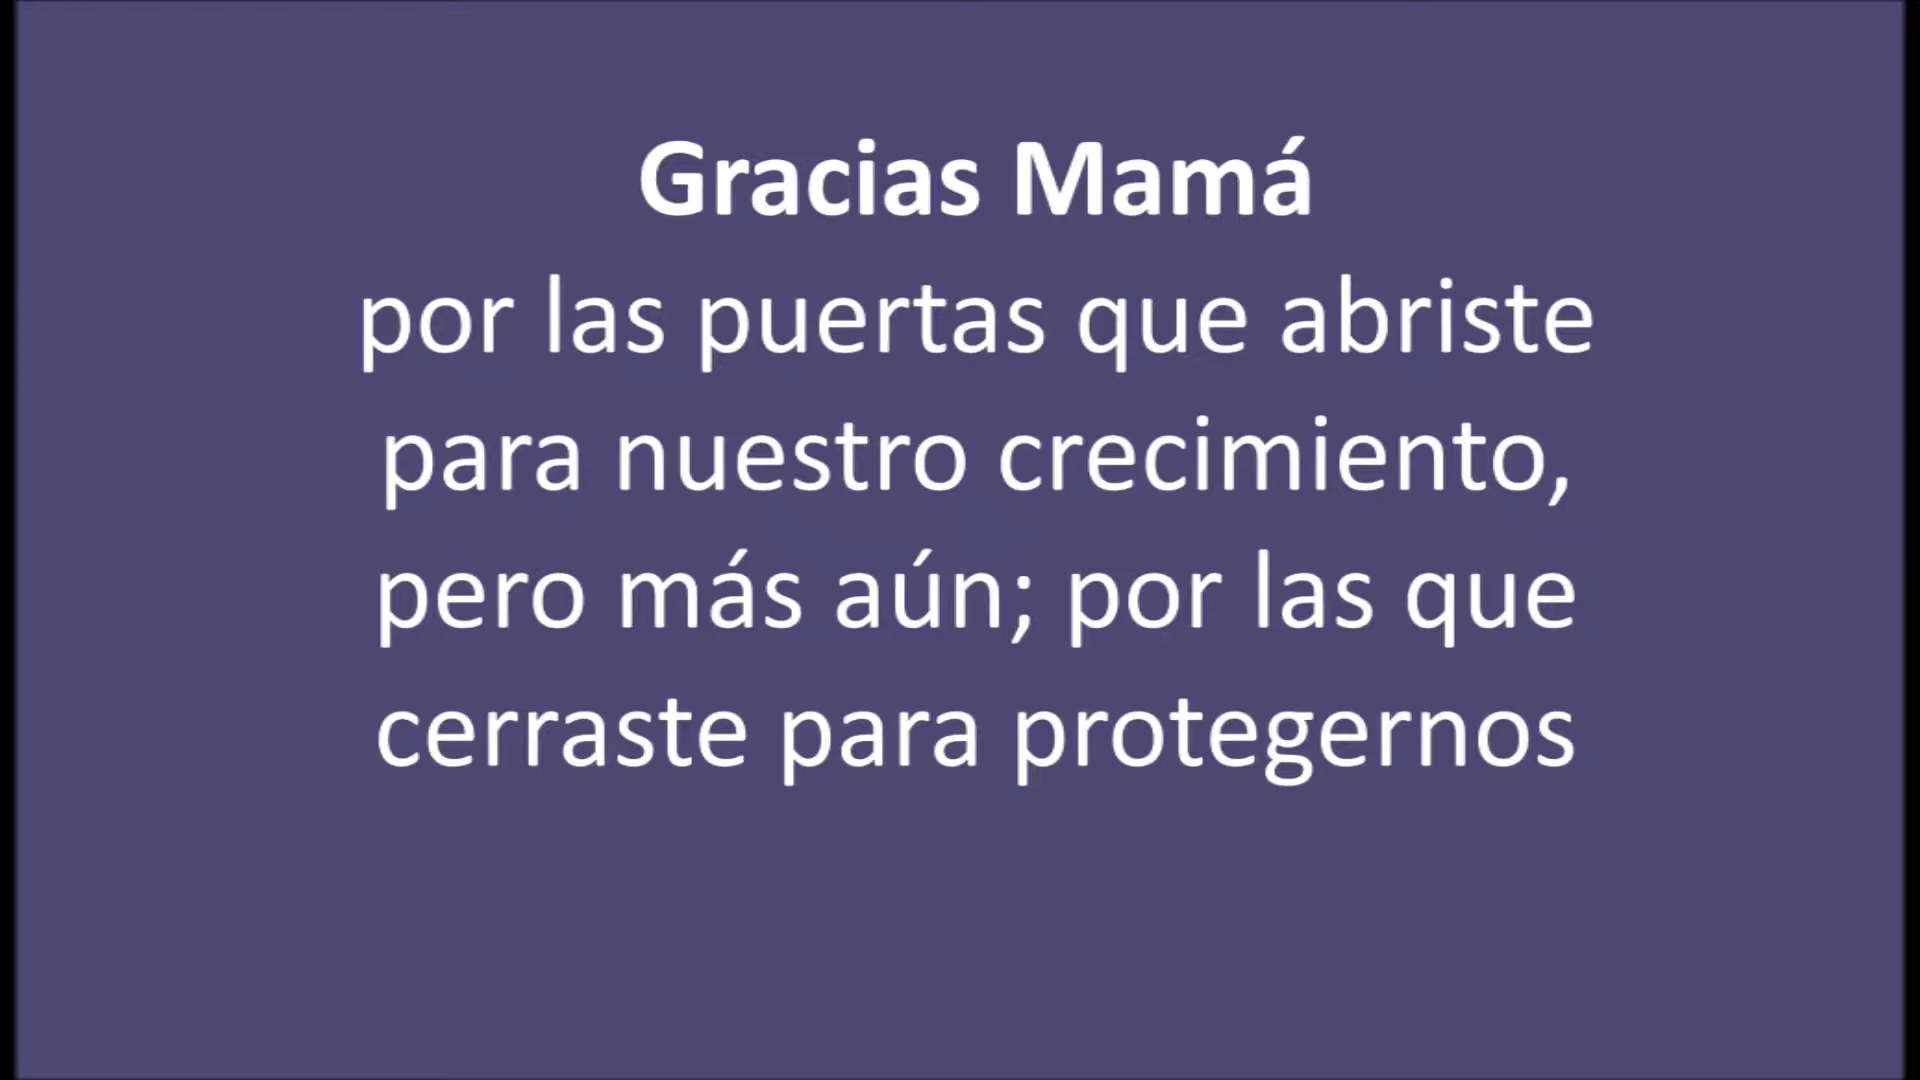 Gracias Mamá
por las puertas que abriste
para nuestro crecimiento,
pero más aún; por las que
cerraste para protegernos